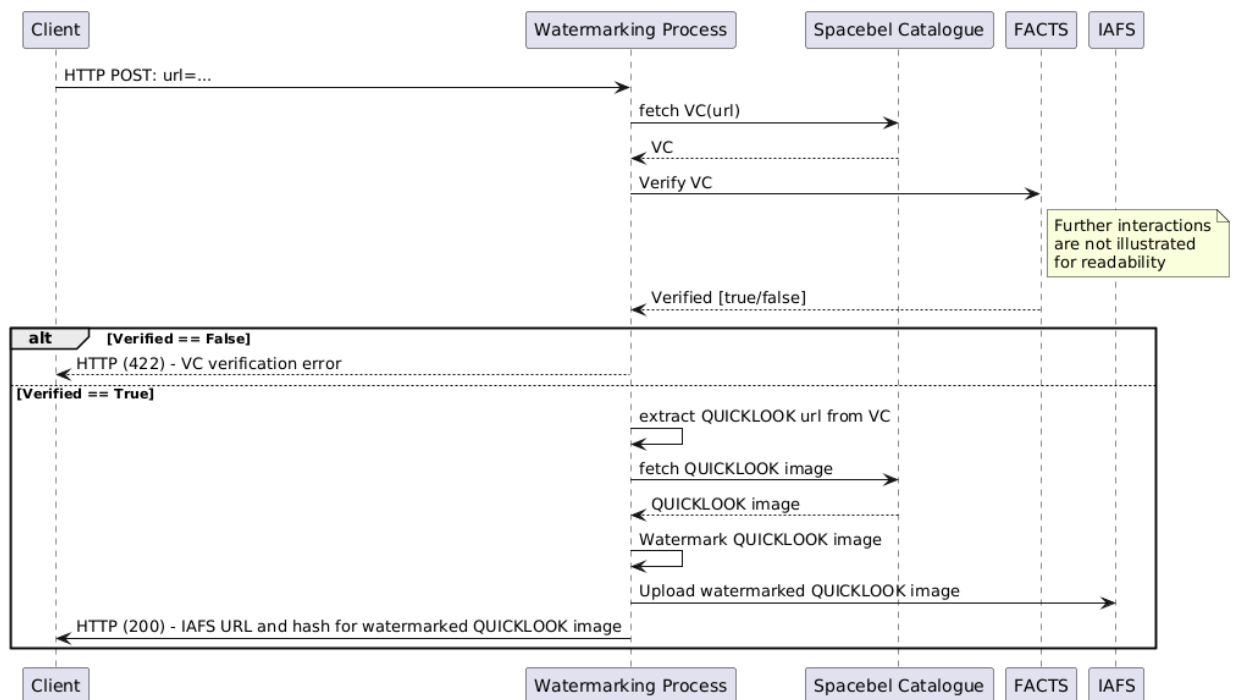 Client Watermarking Process Spacebel Catalogue FACTS IAFS
HTTP POST: url=...
fetch VC(url)
VC
Verify VC
Further interactions
are not illustrated
for readability
Verified [true/false]
alt [Verified == False]
HTTP (422) - VC verification error
[Verified == True]
extract QUICKLOOK url from VC
fetch QUICKLOOK image
QUICKLOOK image
Watermark QUICKLOOK image
Upload watermarked QUICKLOOK image
HTTP (200) - IAFS URL and hash for watermarked QUICKLOOK image
Client Watermarking Process Spacebel Catalogue FACTS IAFS